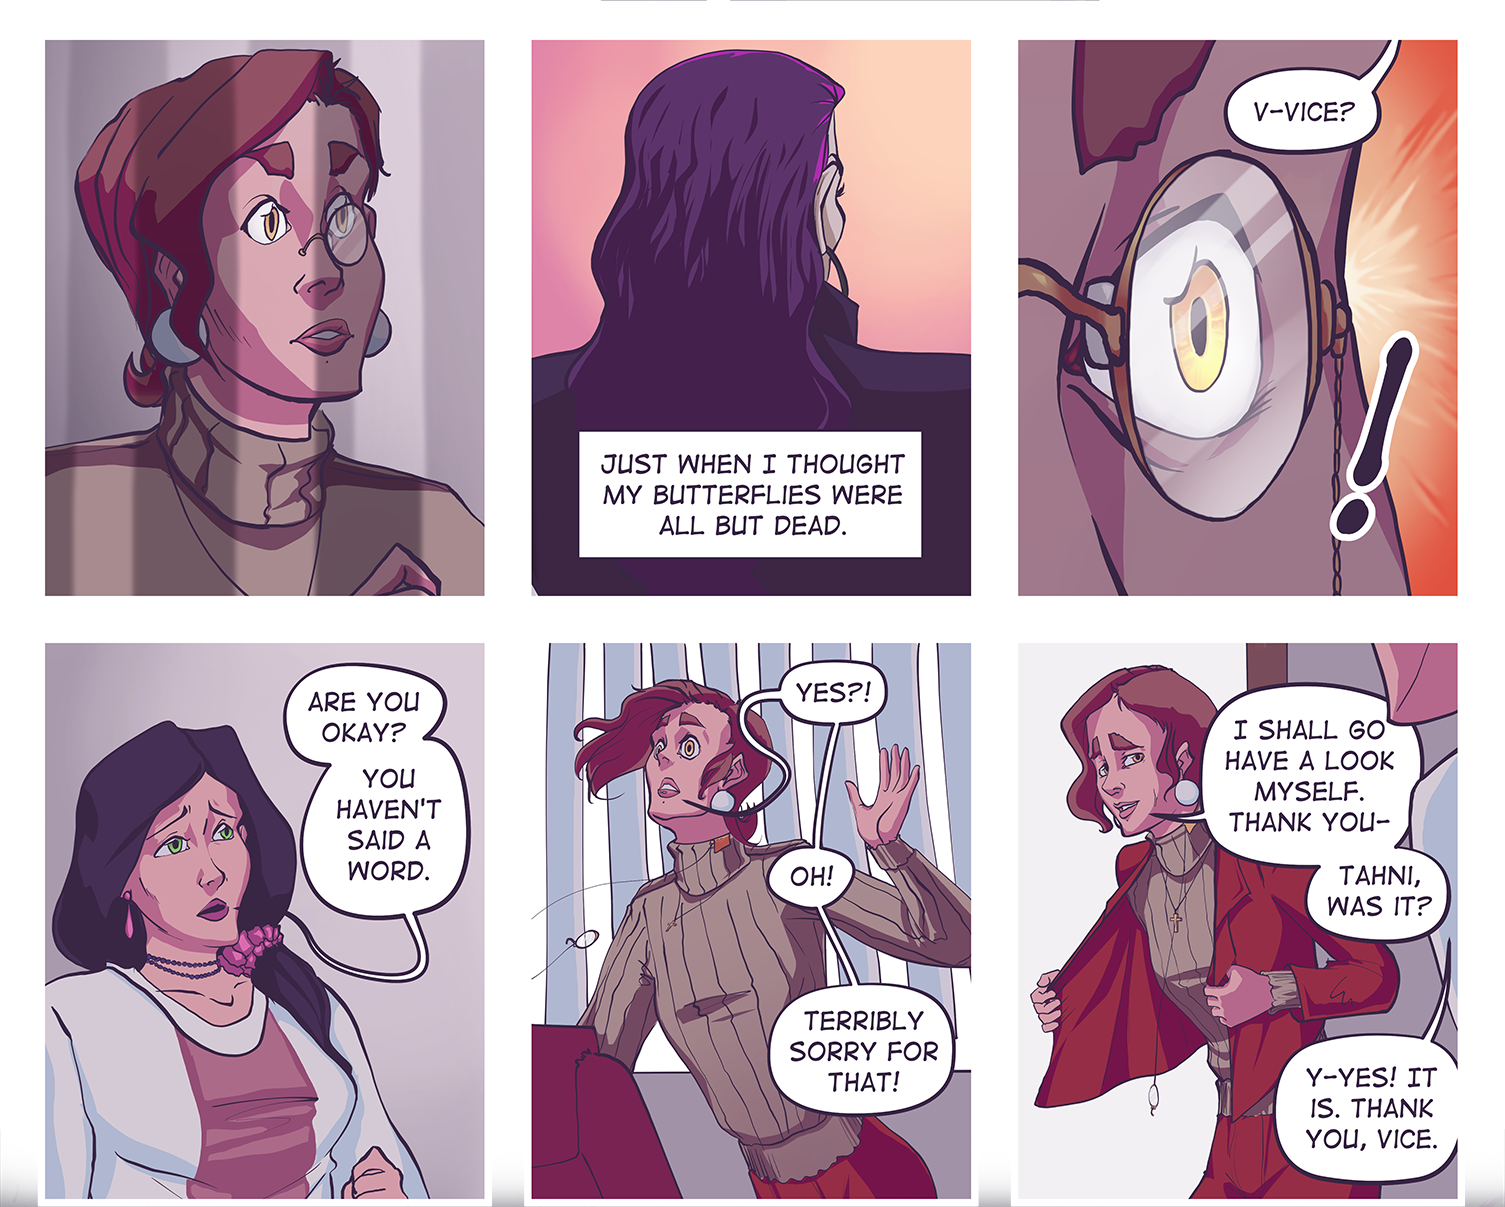 JUST WHEN I THOUGHT
MY BUTTERFLIES WERE
ALL BUT DEAD.
V-VICE?
!
ARE YOU
OKAY?
YOU
HAVEN'T
SAID A
WORD.
YES?!
OH!
TERRIBLY
SORRY FOR
THAT!
I SHALL GO
HAVE A LOOK
MYSELF.
THANK YOU-
TAHNI,
WAS IT?
Y-YES! IT
IS. THANK
YOU, VICE.